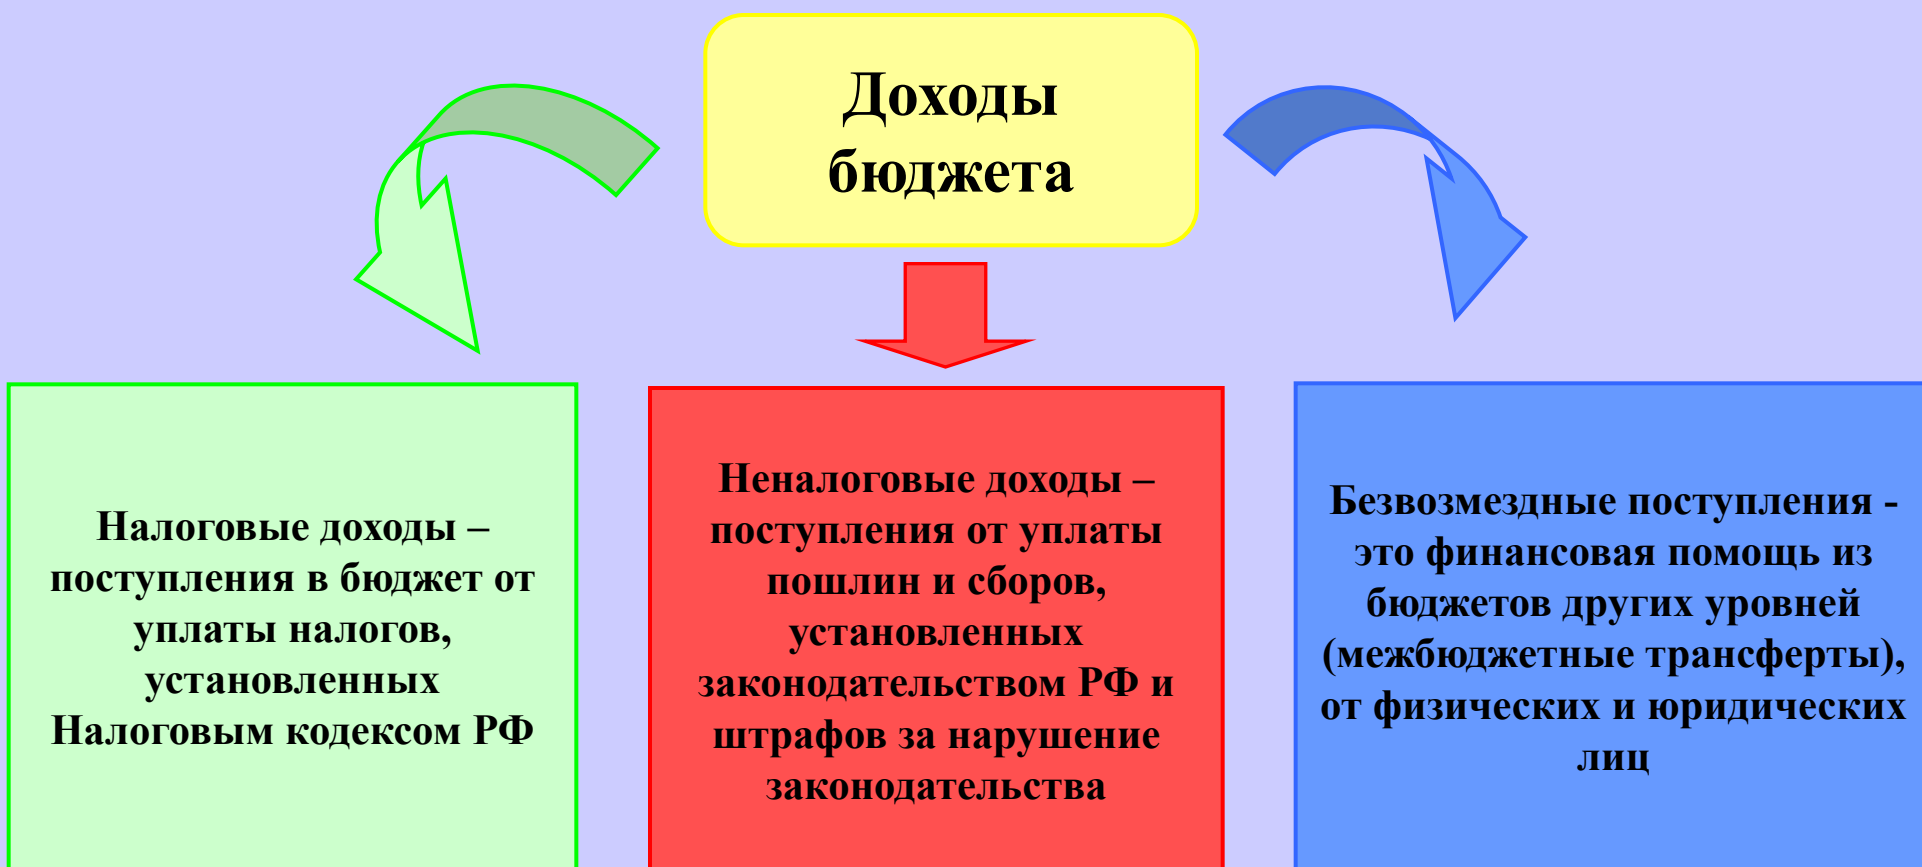 Доходы
бюджета
Налоговые доходы –
поступления в бюджет от
уплаты налогов,
установленных
Налоговым кодексом РФ
Неналоговые доходы –
поступления от уплаты
пошлин и сборов,
установленных
законодательством РФ и
штрафов за нарушение
законодательства
Безвозмездные поступления -
это финансовая помощь из
бюджетов других уровней
(межбюджетные трансферты),
от физических и юридических
лиц